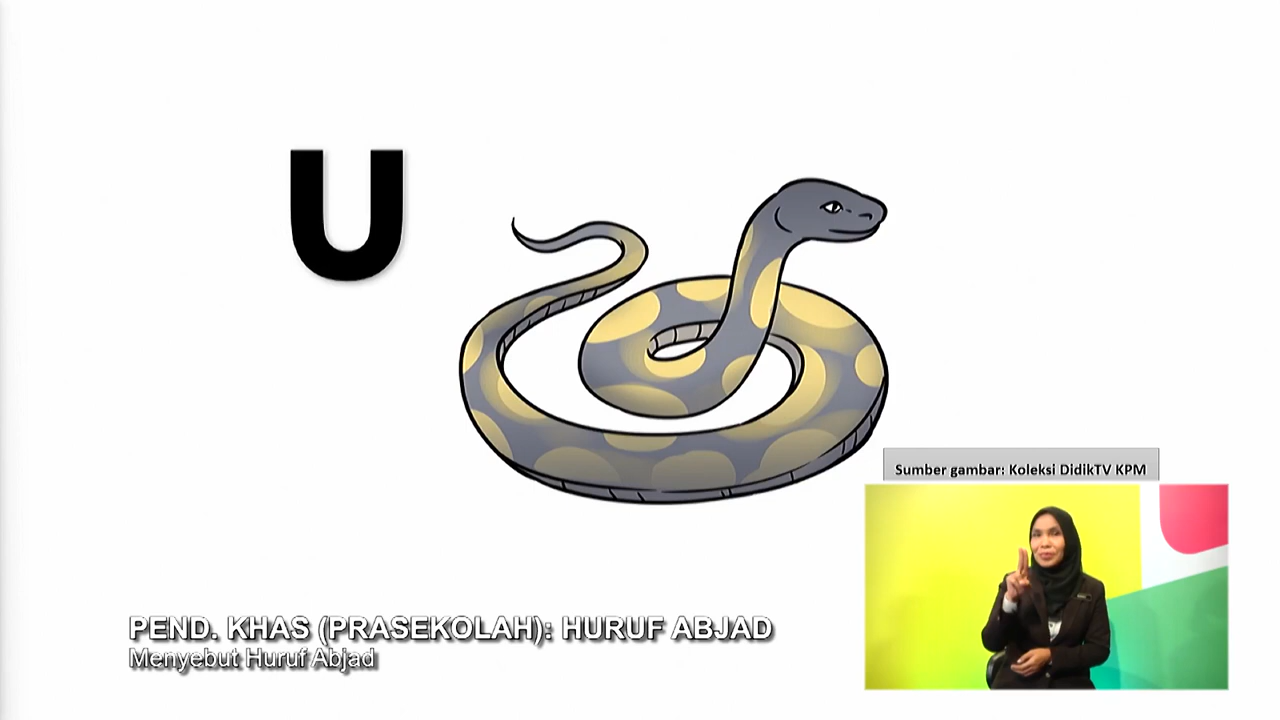 U
Sumber gambar: Koleksi DidikTV KPM
PEND. KHAS (PRASEKOLAH): HURUF ABJAD
Menyebut Huruf Abjad